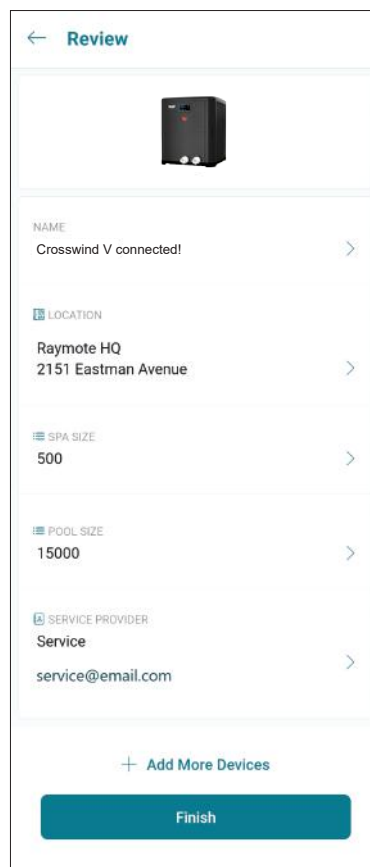 Review
NAME
Crosswind V connected!
LOCATION
Raymote HQ
2151 Eastman Avenue
SPA SIZE
500
POOL SIZE
15000
SERVICE PROVIDER
Service
service@email.com
Add More Devices
Finish